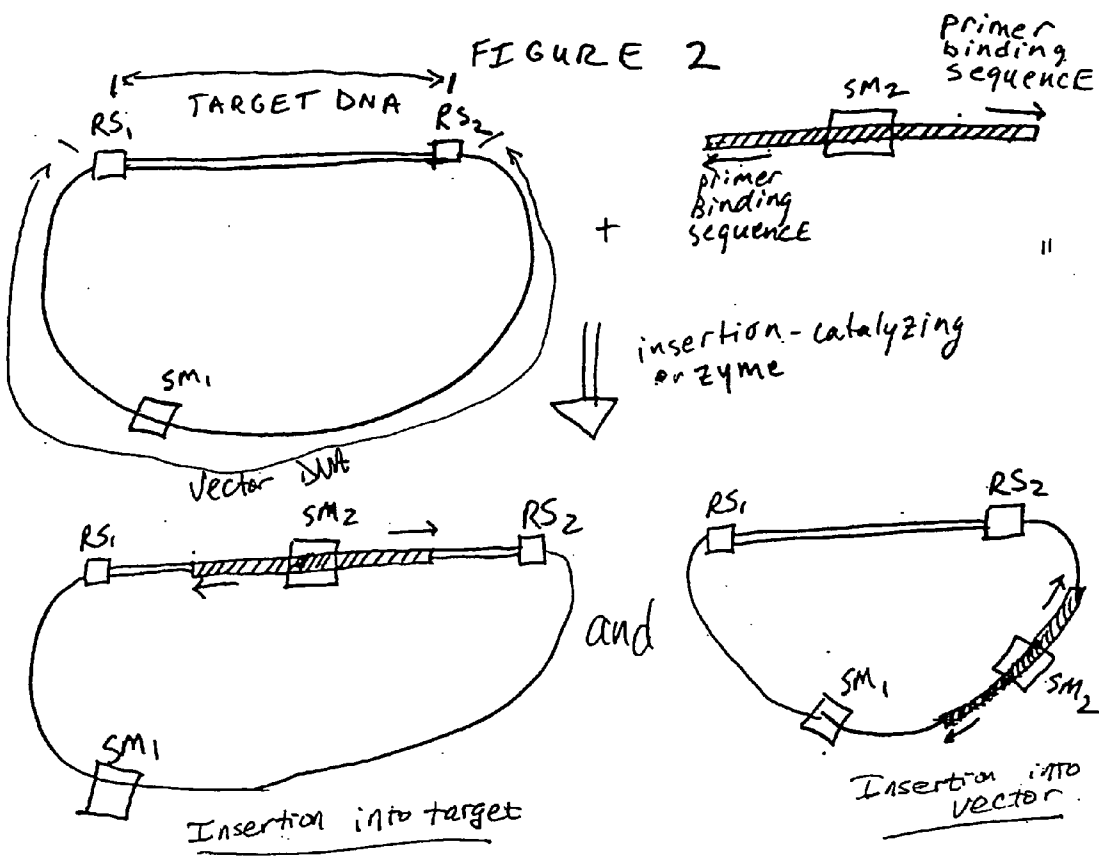 FIGURE 2
TARGET DNA
RS1
RS2
SM1
Vector DNA
+
primer
binding
sequencE
SM2
primer
Binding
sequencE
"
insertion-catalyzing
enzyme
RS1
SM2
RS2
SM1
Insertion into target
and
RS1
RS2
SM1
SM2
Insertion into
vector